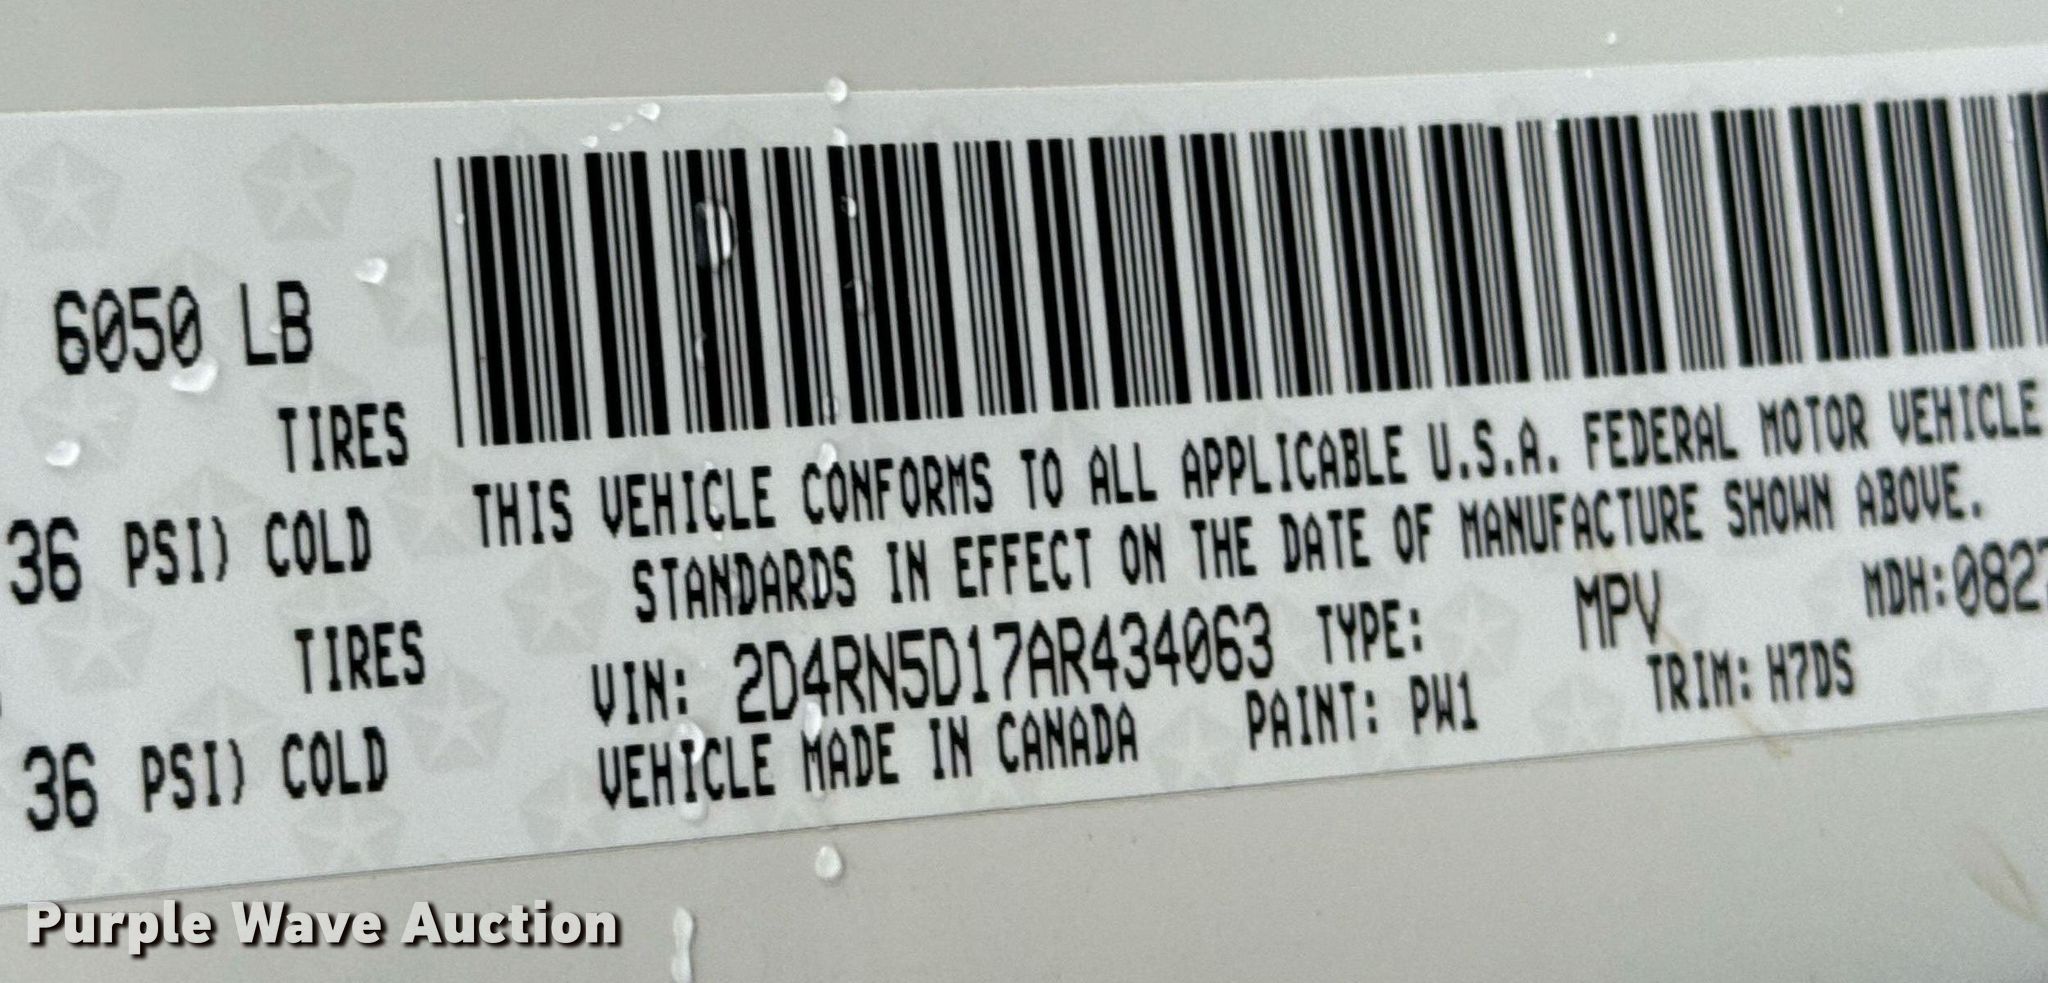 6050 LB
TIRES
36 PSI) COLD
TIRES
36 PSI) COLD
THIS VEHICLE CONFORMS TO ALL APPLICABLE U.S.A. FEDERAL MOTOR VEHICLE
STANDARDS IN EFFECT ON THE DATE OF MANUFACTURE SHOWN ABOVE.
VIN: 2D4RN5D17AR434063 TYPE: MPV MDH:0827
VEHICLE MADE IN CANADA PAINT: PW1 TRIM: H7DS
Purple Wave Auction